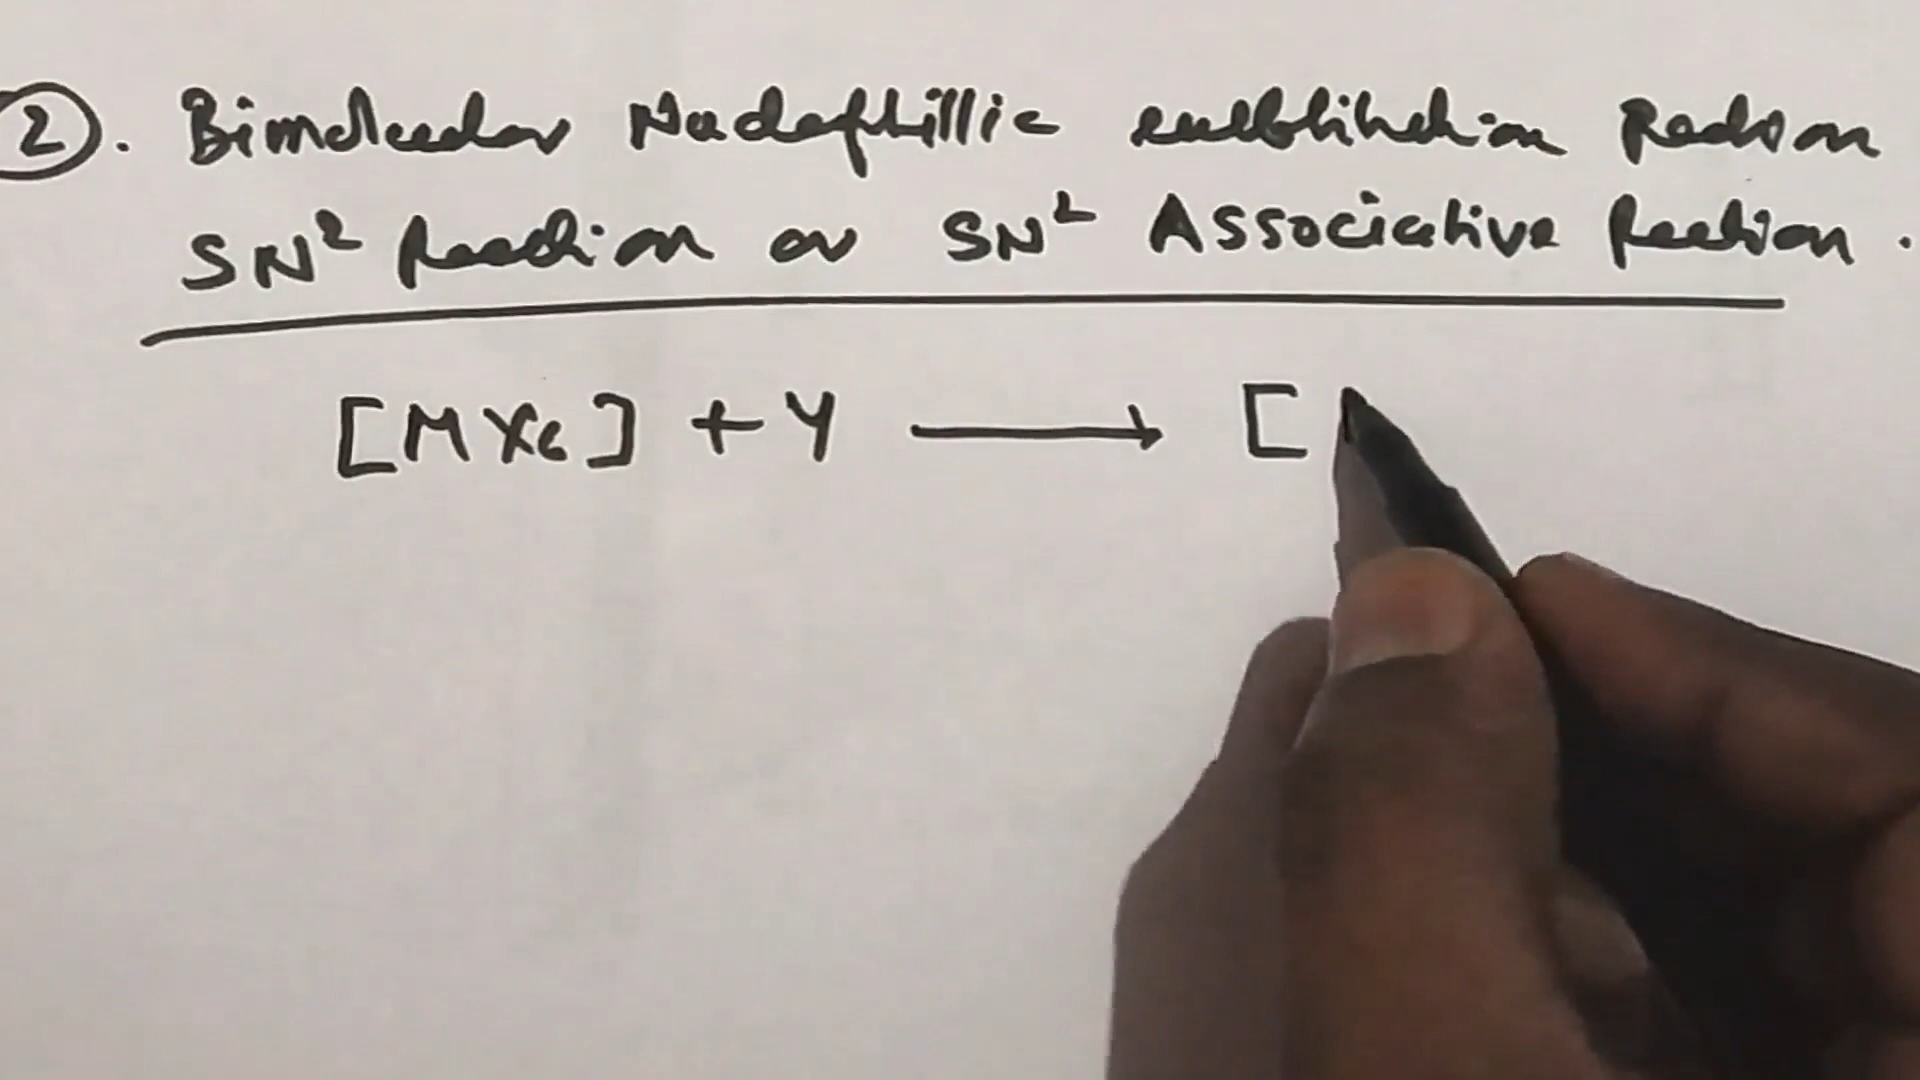 ②. Bimolecular Nucleophillic substitution Reaction
SN² Reaction or SN² Associative Reaction.
[MX₆] + Y ⟶ [